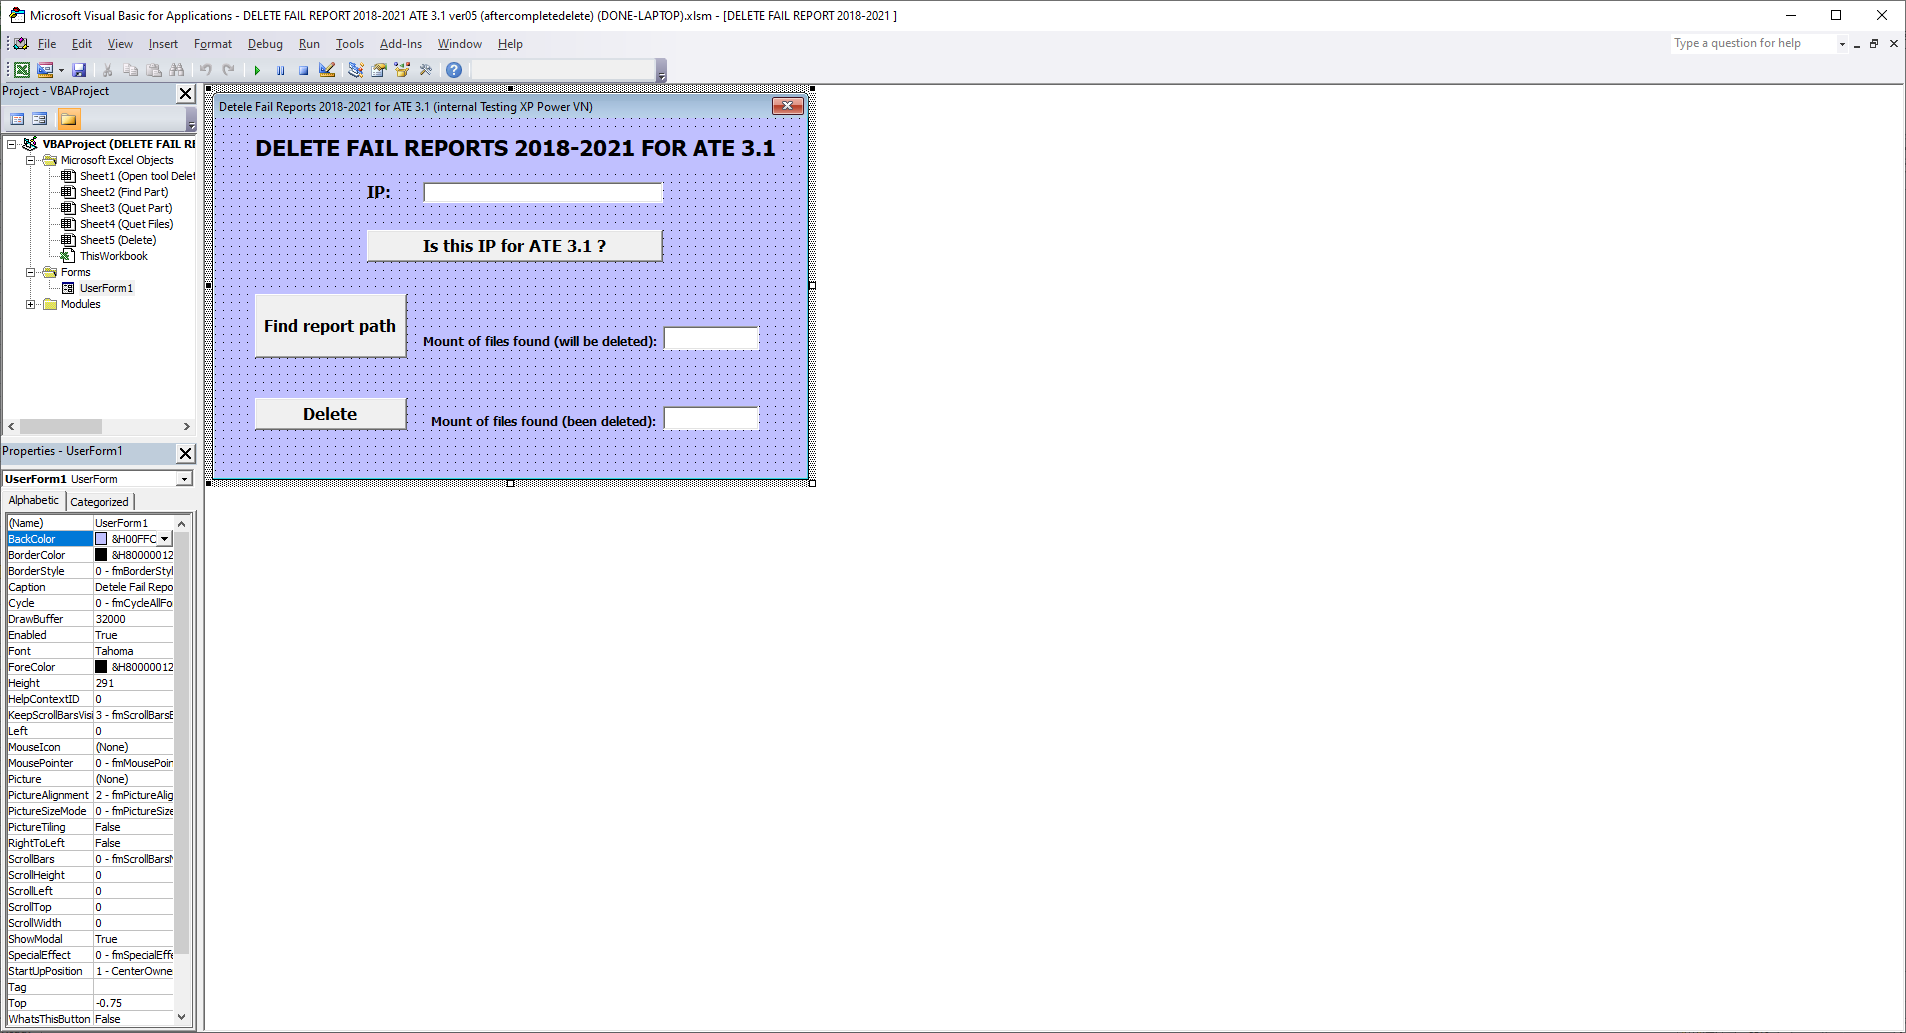 Microsoft Visual Basic for Applications - DELETE FAIL REPORT 2018-2021 ATE 3.1 ver05 (aftercompletedelete) (DONE-LAPTOP).xlsm - [DELETE FAIL REPORT 2018-2021 ]
File Edit View Insert Format Debug Run Tools Add-Ins Window Help
Type a question for help
Project - VBAProject
VBAProject (DELETE FAIL RI
Microsoft Excel Objects
Sheet1 (Open tool Delet
Sheet2 (Find Part)
Sheet3 (Quet Part)
Sheet4 (Quet Files)
Sheet5 (Delete)
ThisWorkbook
Forms
UserForm1
Modules
Properties - UserForm1
UserForm1 UserForm
Alphabetic Categorized
(Name) UserForm1
BackColor &H00FFC
BorderColor &H80000012
BorderStyle 0 - fmBorderStyl
Caption Detele Fail Repo
Cycle 0 - fmCycleAllFo
DrawBuffer 32000
Enabled True
Font Tahoma
ForeColor &H80000012
Height 291
HelpContextID 0
KeepScrollBarsVisi 3 - fmScrollBarsB
Left 0
MouseIcon (None)
MousePointer 0 - fmMousePoin
Picture (None)
PictureAlignment 2 - fmPictureAlig
PictureSizeMode 0 - fmPictureSize
PictureTiling False
RightToLeft False
ScrollBars 0 - fmScrollBarsN
ScrollHeight 0
ScrollLeft 0
ScrollTop 0
ScrollWidth 0
ShowModal True
SpecialEffect 0 - fmSpecialEffe
StartUpPosition 1 - CenterOwne
Tag
Top -0.75
WhatsThisButton False
Detele Fail Reports 2018-2021 for ATE 3.1 (internal Testing XP Power VN)
DELETE FAIL REPORTS 2018-2021 FOR ATE 3.1
IP:
Is this IP for ATE 3.1 ?
Find report path
Mount of files found (will be deleted):
Delete
Mount of files found (been deleted):